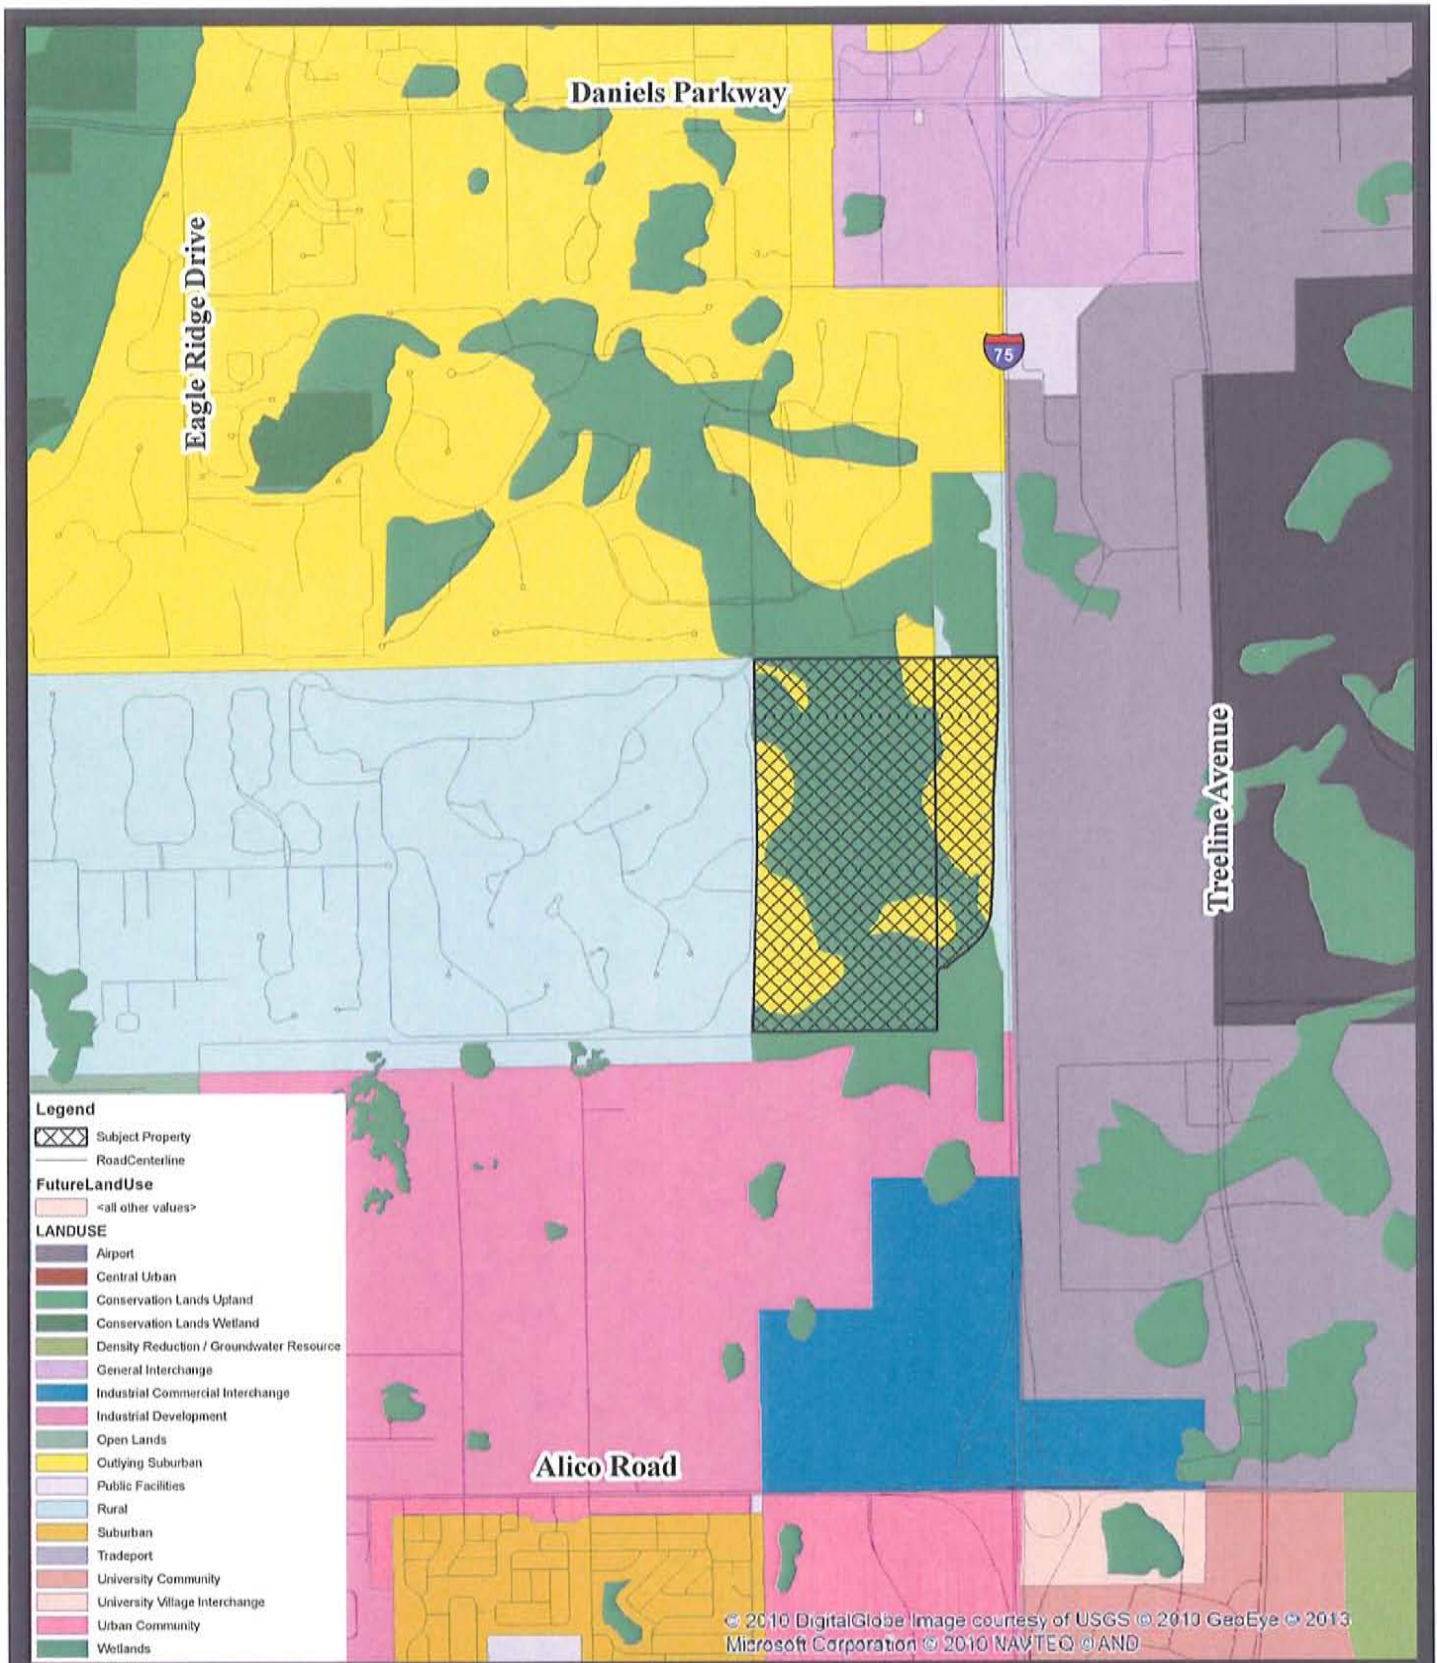 Daniels Parkway
Eagle Ridge Drive
75
Treeline Avenue
Legend
Subject Property
RoadCenterline
FutureLandUse
<all other values>
LANDUSE
Airport
Central Urban
Conservation Lands Upland
Conservation Lands Wetland
Density Reduction / Groundwater Resource
General Interchange
Industrial Commercial Interchange
Industrial Development
Open Lands
Outlying Suburban
Public Facilities
Rural
Suburban
Tradeport
University Community
University Village Interchange
Urban Community
Wetlands
Alico Road
© 2010 DigitalGlobe Image courtesy of USGS © 2010 GeoEye © 2013
Microsoft Corporation © 2010 NAVTEQ © AND